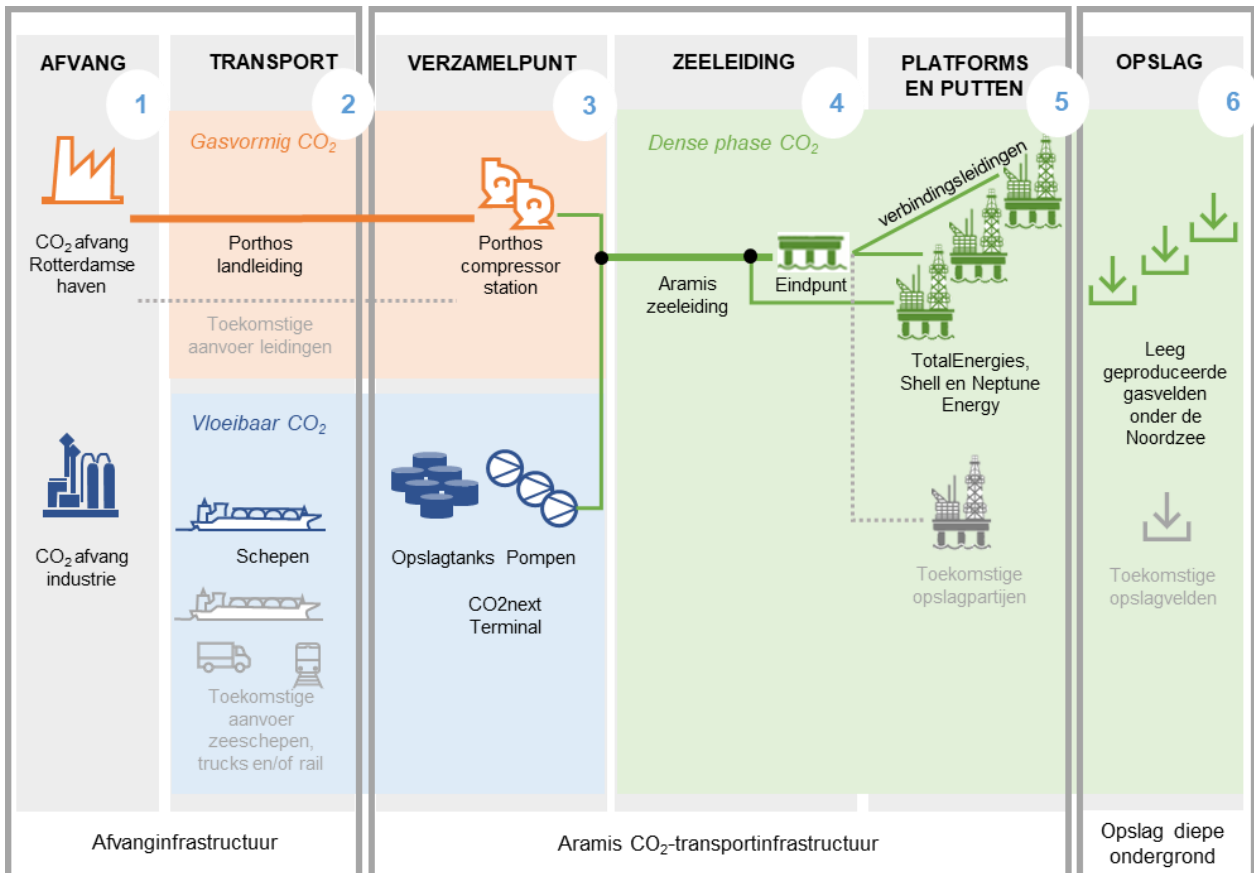 AFVANG
1
TRANSPORT
2
VERZAMELPUNT
3
ZEELEIDING
4
PLATFORMS
EN PUTTEN
5
OPSLAG
6
Gasvormig CO₂
Dense phase CO₂
verbindingsleidingen
CO₂ afvang
Rotterdamse
haven
Porthos
landleiding
Porthos
compressor
station
Aramis
zeeleiding
Eindpunt
Toekomstige
aanvoer leidingen
TotalEnergies,
Shell en Neptune
Energy
Leeg
geproduceerde
gasvelden
onder de
Noordzee
Vloeibaar CO₂
CO₂ afvang
industrie
Schepen
Opslagtanks
Pompen
CO2next
Terminal
Toekomstige
opslagpartijen
Toekomstige
opslagvelden
Toekomstige
aanvoer
zeeschepen,
trucks en/of rail
Afvanginfrastructuur
Aramis CO₂-transportinfrastructuur
Opslag diepe
ondergrond